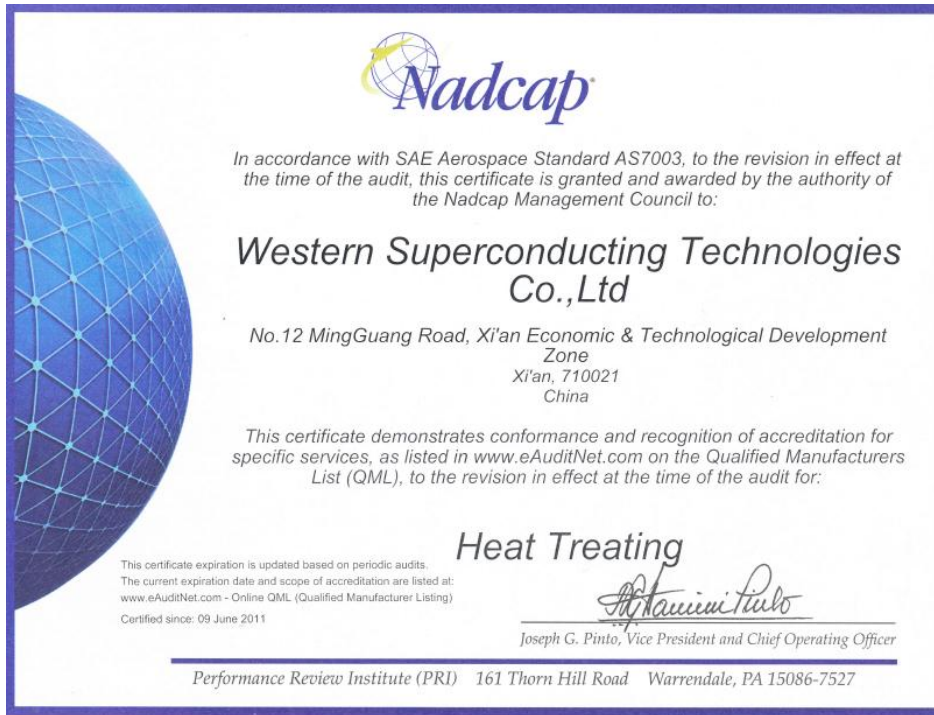 Nadcap
In accordance with SAE Aerospace Standard AS7003, to the revision in effect at
the time of the audit, this certificate is granted and awarded by the authority of
the Nadcap Management Council to:
Western Superconducting Technologies
Co.,Ltd
No.12 MingGuang Road, Xi'an Economic & Technological Development
Zone
Xi'an, 710021
China
This certificate demonstrates conformance and recognition of accreditation for
specific services, as listed in www.eAuditNet.com on the Qualified Manufacturers
List (QML), to the revision in effect at the time of the audit for:
Heat Treating
This certificate expiration is updated based on periodic audits.
The current expiration date and scope of accreditation are listed at:
www.eAuditNet.com - Online QML (Qualified Manufacturer Listing)
Certified since: 09 June 2011
Joseph G. Pinto, Vice President and Chief Operating Officer
Performance Review Institute (PRI) 161 Thorn Hill Road Warrendale, PA 15086-7527